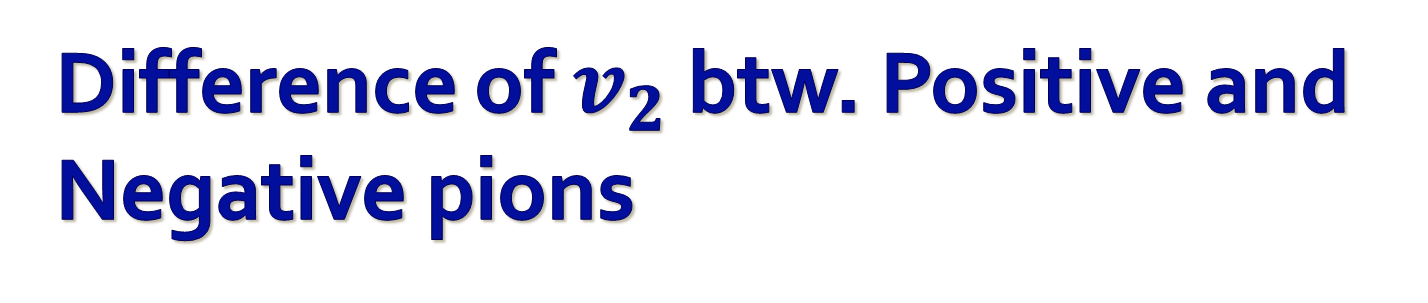 Difference of 𝒗₂ btw. Positive and
Negative pions